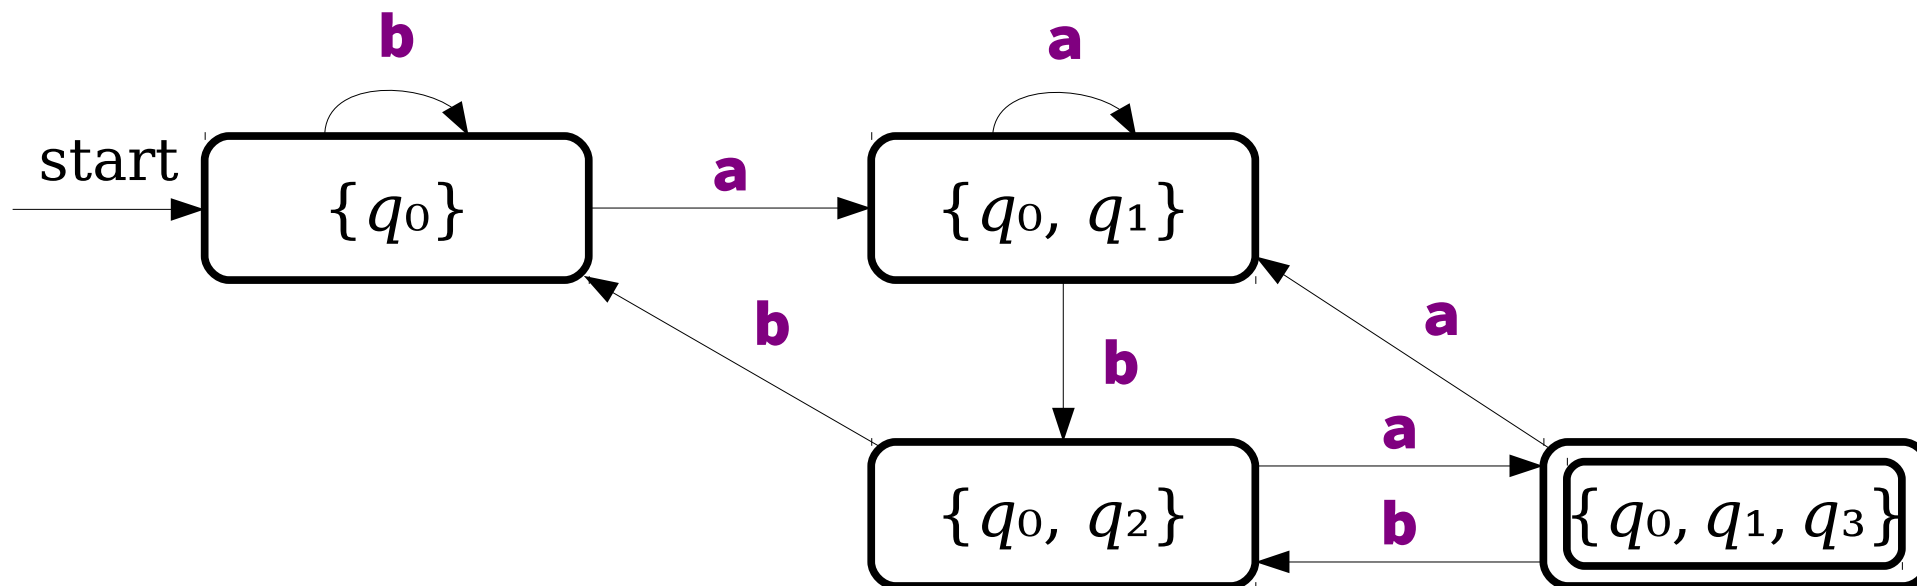 b
a
start
a
{q₀}
{q₀, q₁}
b
a
b
a
{q₀, q₂}
{q₀, q₁, q₃}
b